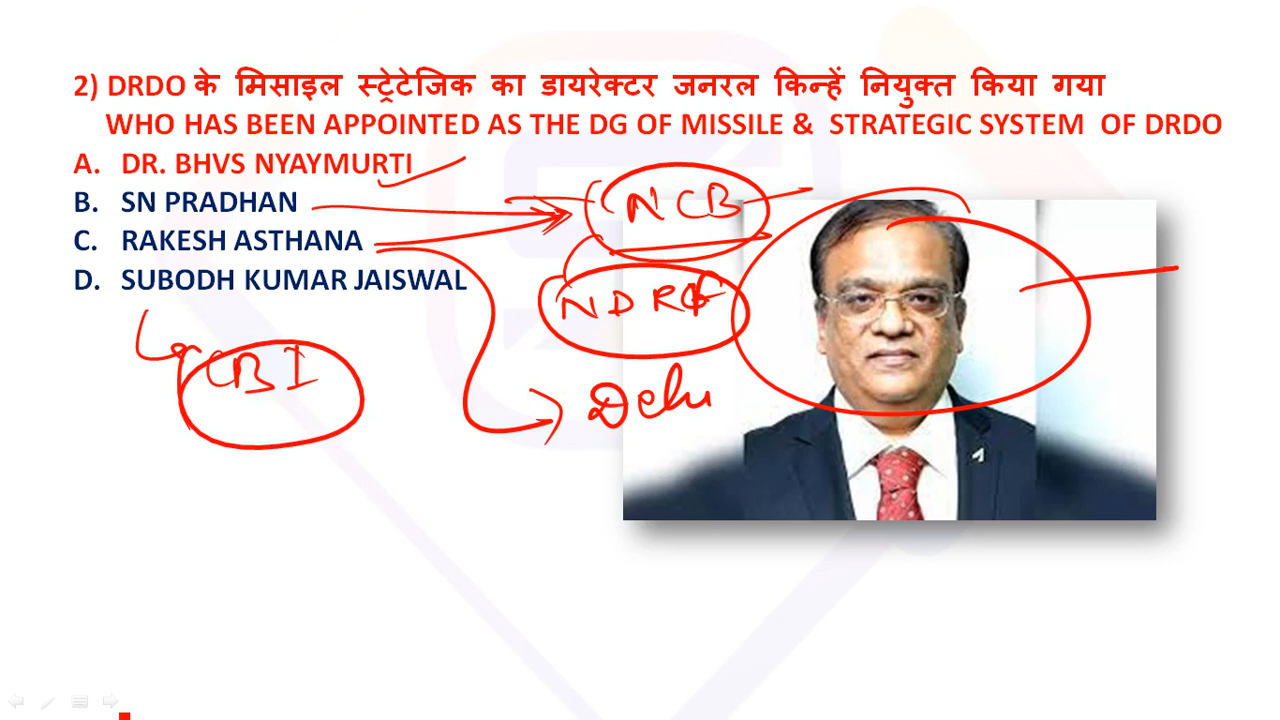 2) DRDO के मिसाइल स्ट्रेटेजिक का डायरेक्टर जनरल किन्हें नियुक्त किया गया
WHO HAS BEEN APPOINTED AS THE DG OF MISSILE & STRATEGIC SYSTEM OF DRDO
A. DR. BHVS NYAYMURTI
B. SN PRADHAN
C. RAKESH ASTHANA
D. SUBODH KUMAR JAISWAL
NCB
NDRF
CBI
Delhi